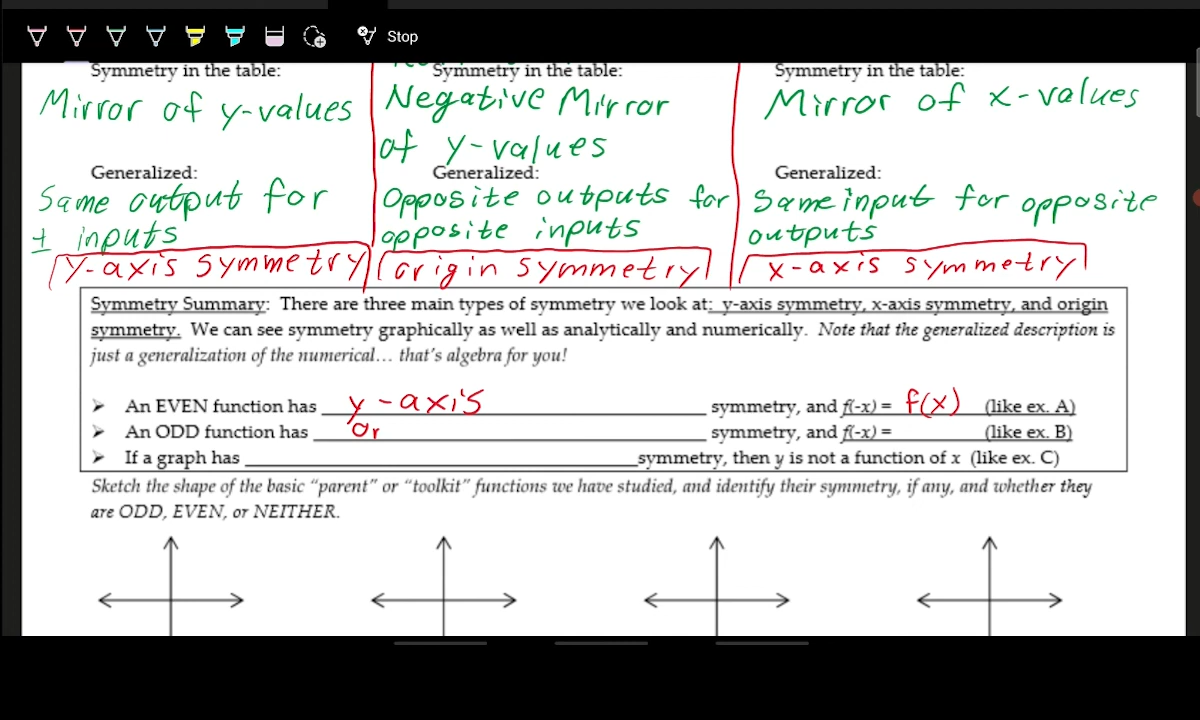 Stop
Symmetry in the table: Symmetry in the table: Symmetry in the table:
Mirror of y-values Negative Mirror Mirror of x-values
of y-values
Generalized: Generalized: Generalized:
Same output for Opposite outputs for Same input for opposite
± inputs opposite inputs outputs
y-axis symmetry origin symmetry x-axis symmetry
Symmetry Summary: There are three main types of symmetry we look at: y-axis symmetry, x-axis symmetry, and origin
symmetry. We can see symmetry graphically as well as analytically and numerically. Note that the generalized description is
just a generalization of the numerical... that's algebra for you!
➢ An EVEN function has y-axis symmetry, and f(-x) = f(x) (like ex. A)
➢ An ODD function has or symmetry, and f(-x) = ______ (like ex. B)
➢ If a graph has ______ symmetry, then y is not a function of x (like ex. C)
Sketch the shape of the basic "parent" or "toolkit" functions we have studied, and identify their symmetry, if any, and whether they
are ODD, EVEN, or NEITHER.